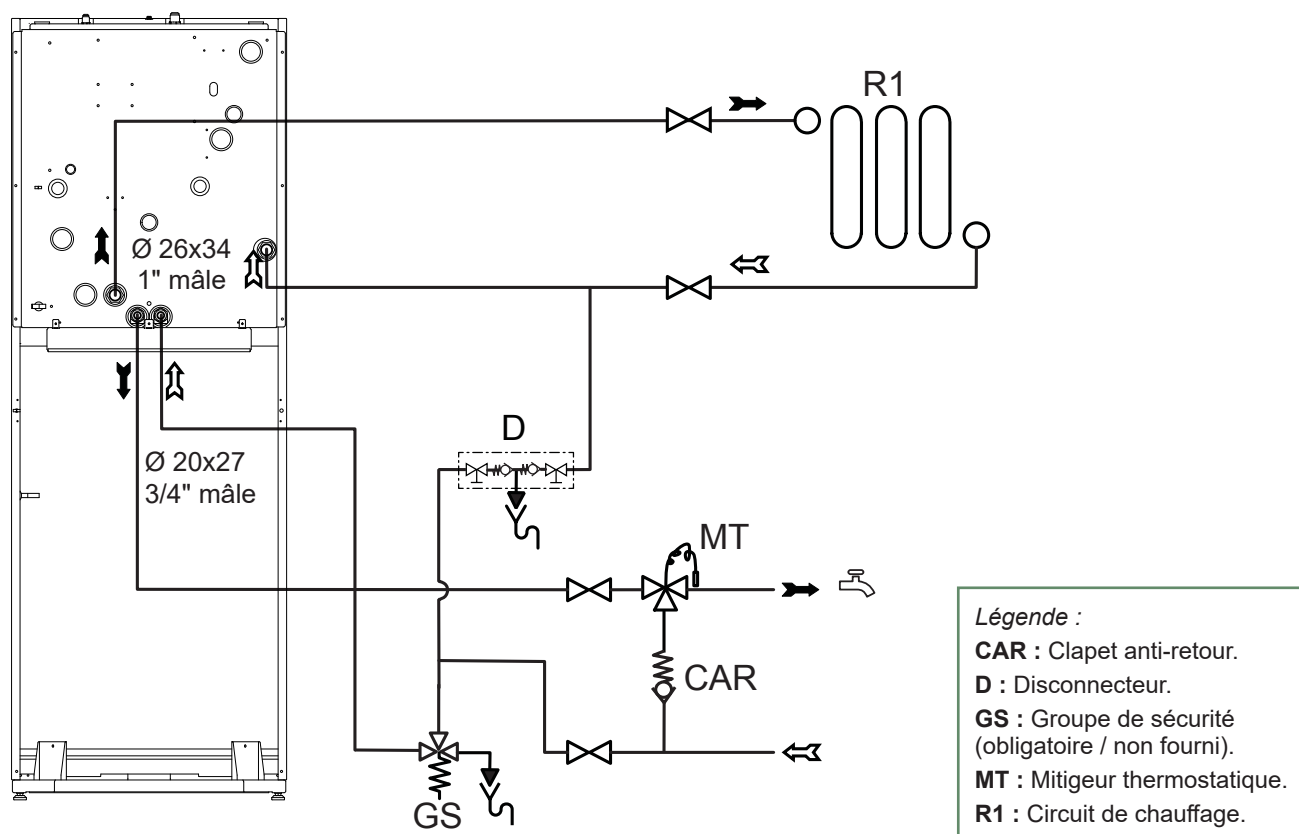 R1
Ø 26x34
1" mâle
D
Ø 20x27
3/4" mâle
MT
CAR
GS
Légende :
CAR : Clapet anti-retour.
D : Disconnecteur.
GS : Groupe de sécurité
(obligatoire / non fourni).
MT : Mitigeur thermostatique.
R1 : Circuit de chauffage.